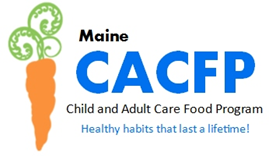 Maine
CACFP
Child and Adult Care Food Program
Healthy habits that last a lifetime!